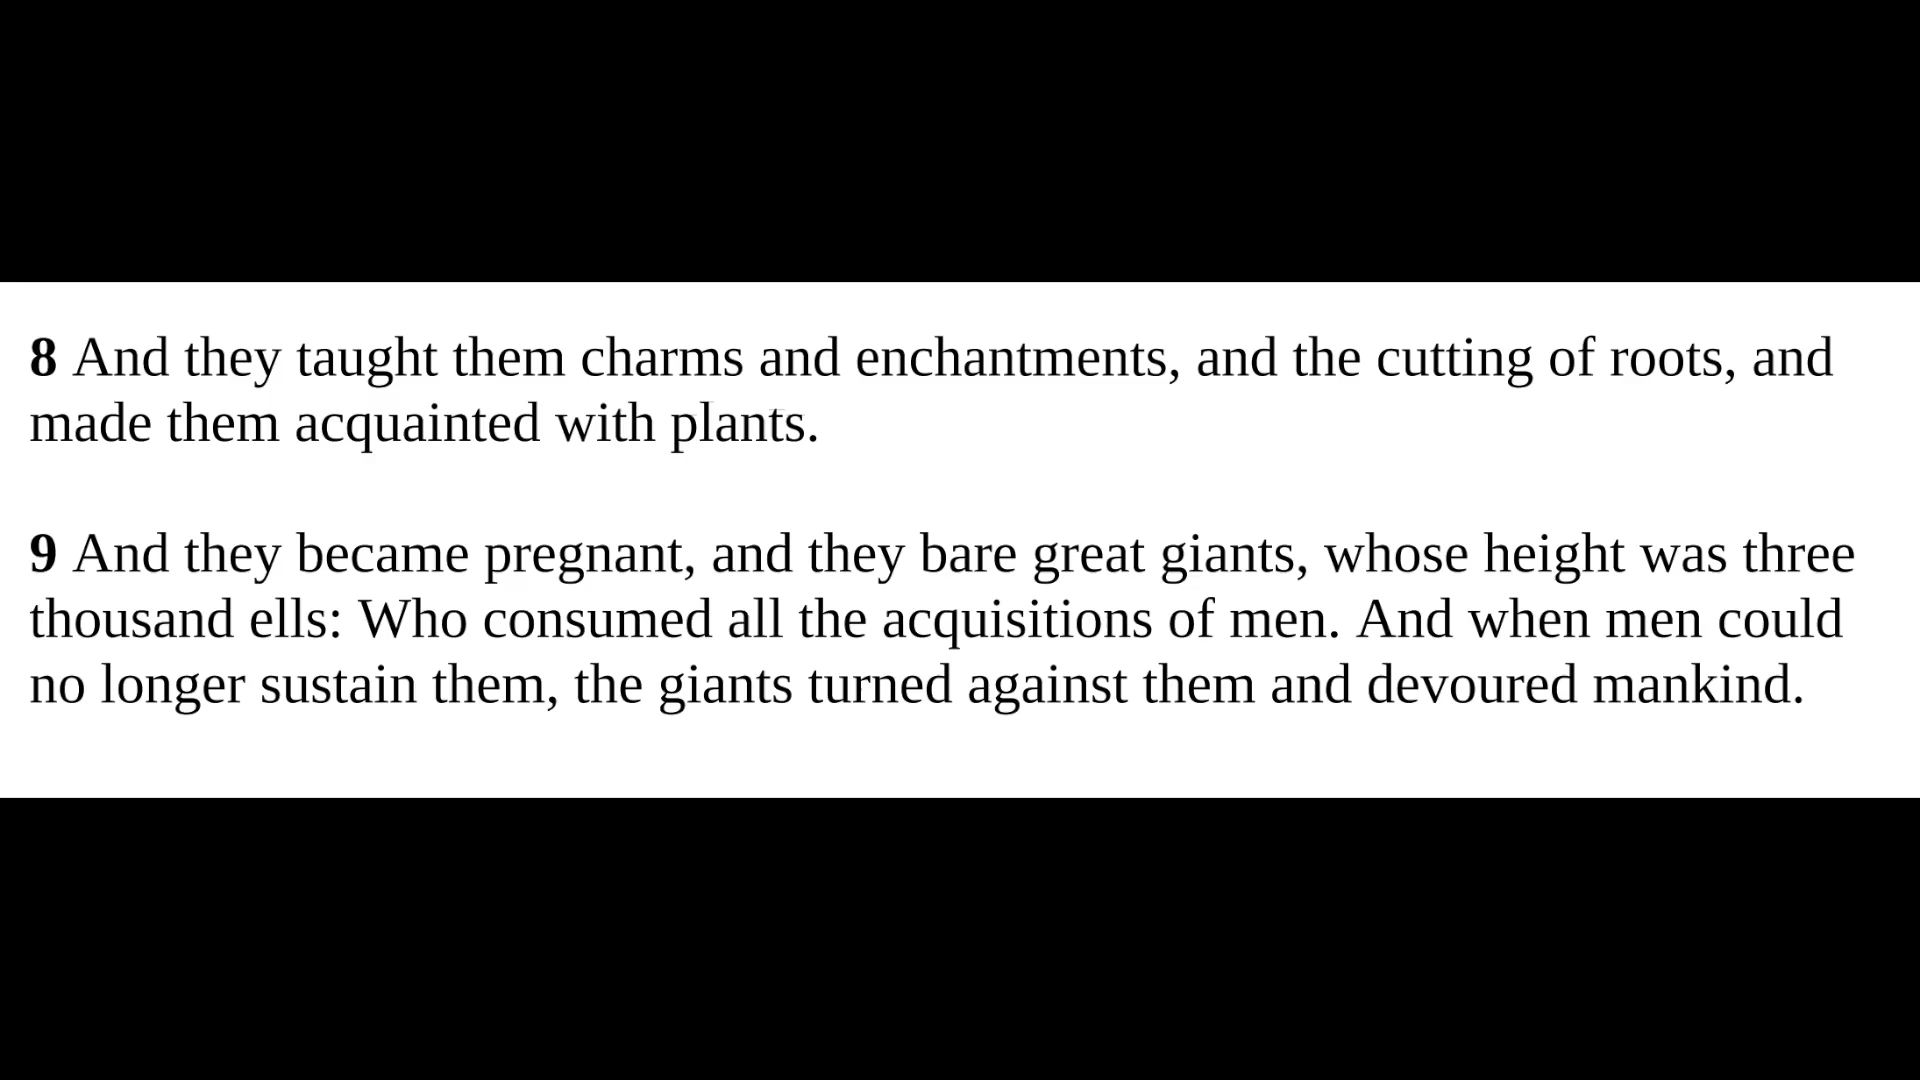 8 And they taught them charms and enchantments, and the cutting of roots, and
made them acquainted with plants.
9 And they became pregnant, and they bare great giants, whose height was three
thousand ells: Who consumed all the acquisitions of men. And when men could
no longer sustain them, the giants turned against them and devoured mankind.